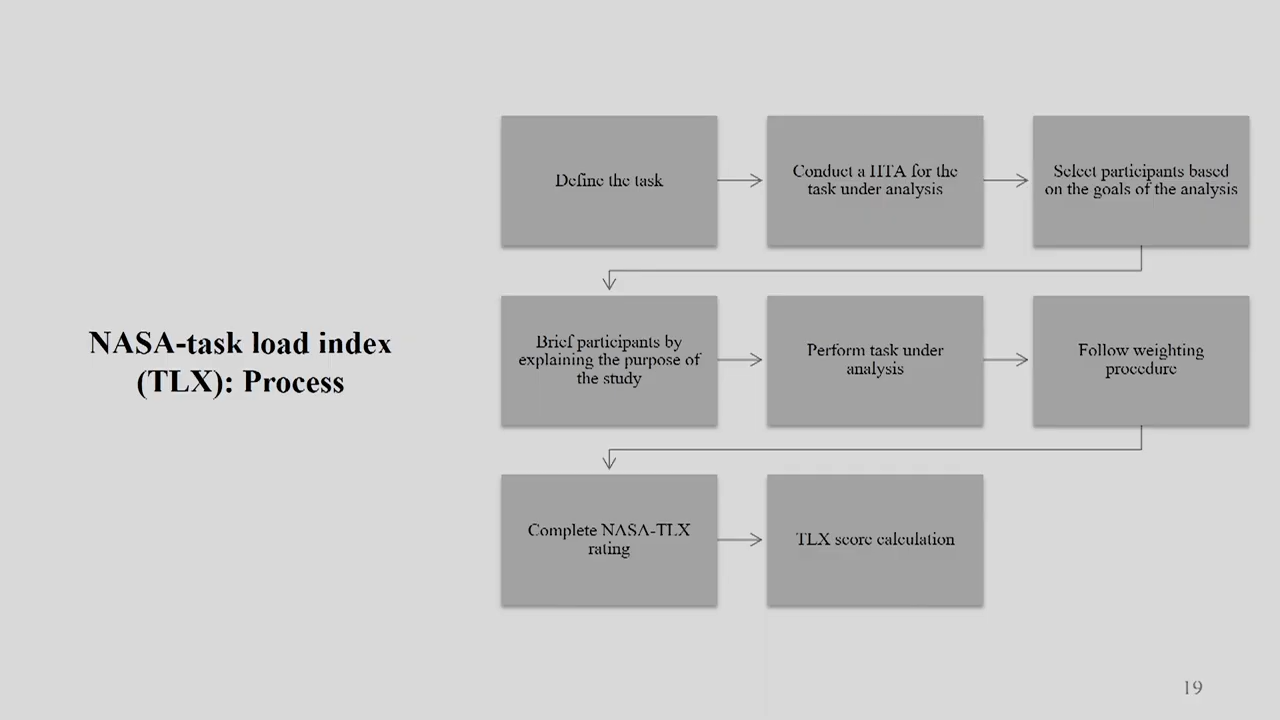 NASA-task load index
(TLX): Process
Define the task
Conduct a HTA for the
task under analysis
Select participants based
on the goals of the analysis
Brief participants by
explaining the purpose of
the study
Perform task under
analysis
Follow weighting
procedure
Complete NASA-TLX
rating
TLX score calculation
19